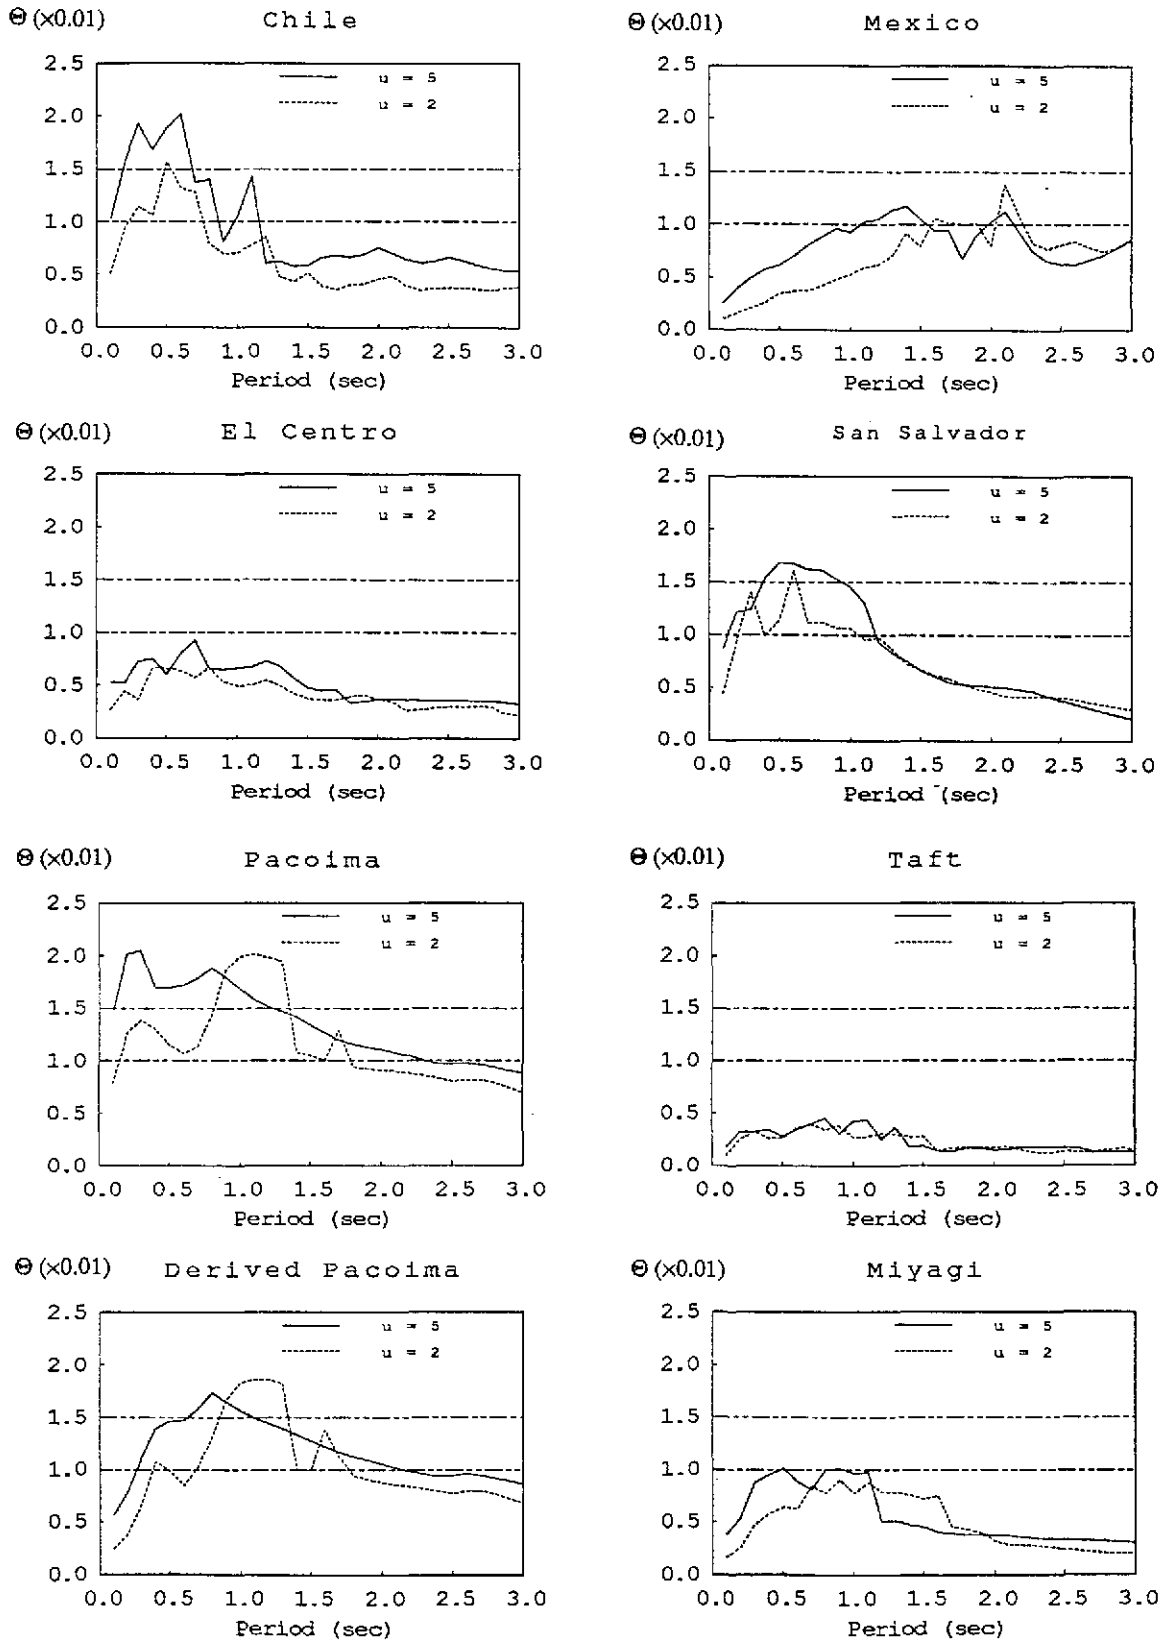 Θ (×0.01) Chile
2.5
u = 5
u = 2
2.0
1.5
1.0
0.5
0.0
0.0 0.5 1.0 1.5 2.0 2.5 3.0
Period (sec)
Θ (×0.01) Mexico
2.5
u = 5
u = 2
2.0
1.5
1.0
0.5
0.0
0.0 0.5 1.0 1.5 2.0 2.5 3.0
Period (sec)
Θ (×0.01) El Centro
2.5
u = 5
u = 2
2.0
1.5
1.0
0.5
0.0
0.0 0.5 1.0 1.5 2.0 2.5 3.0
Period (sec)
Θ (×0.01) San Salvador
2.5
u = 5
u = 2
2.0
1.5
1.0
0.5
0.0
0.0 0.5 1.0 1.5 2.0 2.5 3.0
Period (sec)
Θ (×0.01) Pacoima
2.5
u = 5
u = 2
2.0
1.5
1.0
0.5
0.0
0.0 0.5 1.0 1.5 2.0 2.5 3.0
Period (sec)
Θ (×0.01) Taft
2.5
u = 5
u = 2
2.0
1.5
1.0
0.5
0.0
0.0 0.5 1.0 1.5 2.0 2.5 3.0
Period (sec)
Θ (×0.01) Derived Pacoima
2.5
u = 5
u = 2
2.0
1.5
1.0
0.5
0.0
0.0 0.5 1.0 1.5 2.0 2.5 3.0
Period (sec)
Θ (×0.01) Miyagi
2.5
u = 5
u = 2
2.0
1.5
1.0
0.5
0.0
0.0 0.5 1.0 1.5 2.0 2.5 3.0
Period (sec)